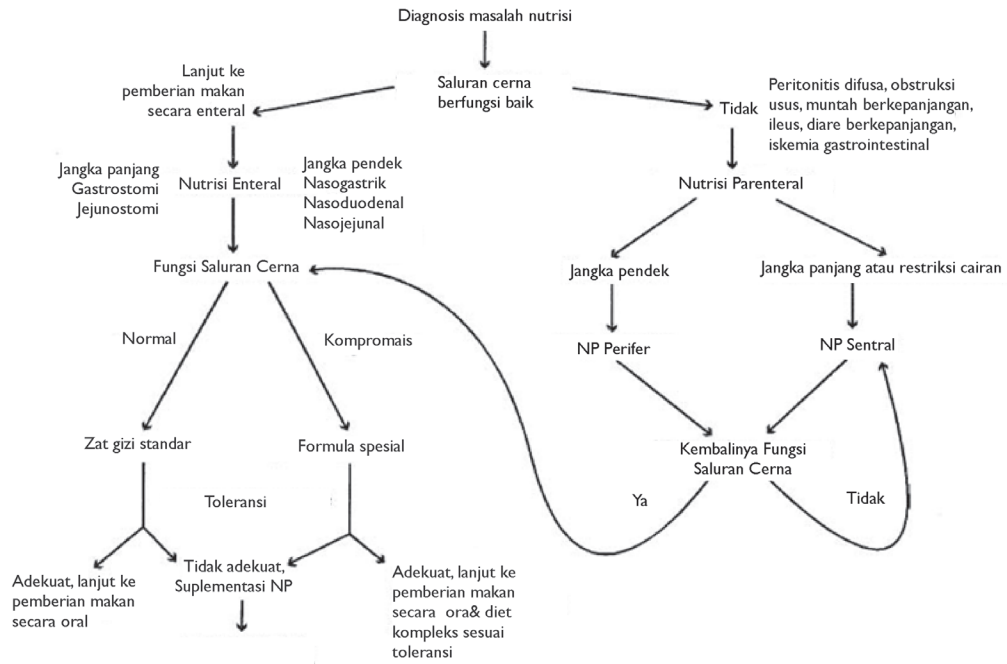 Diagnosis masalah nutrisi
Saluran cerna
berfungsi baik
Lanjut ke
pemberian makan
secara enteral
Tidak
Peritonitis difusa, obstruksi
usus, muntah berkepanjangan,
ileus, diare berkepanjangan,
iskemia gastrointestinal
Jangka panjang
Gastrostomi
Jejunostomi
Nutrisi Enteral
Jangka pendek
Nasogastrik
Nasoduodenal
Nasojejunal
Nutrisi Parenteral
Fungsi Saluran Cerna
Jangka pendek
Jangka panjang atau restriksi cairan
Normal
Kompromais
NP Perifer
NP Sentral
Zat gizi standar
Formula spesial
Kembalinya Fungsi
Saluran Cerna
Toleransi
Ya
Tidak
Adekuat, lanjut ke
pemberian makan
secara oral
Tidak adekuat,
Suplementasi NP
Adekuat, lanjut ke
pemberian makan
secara ora& diet
kompleks sesuai
toleransi